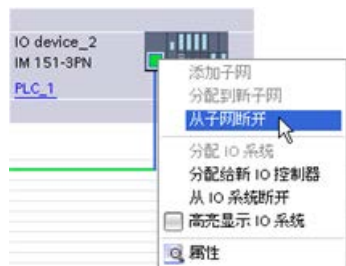 IO device_2
IM 151-3PN
PLC_1
添加子网
分配到新子网
从子网断开
分配 IO 系统
分配给新 IO 控制器
从 IO 系统断开
高亮显示 IO 系统
属性